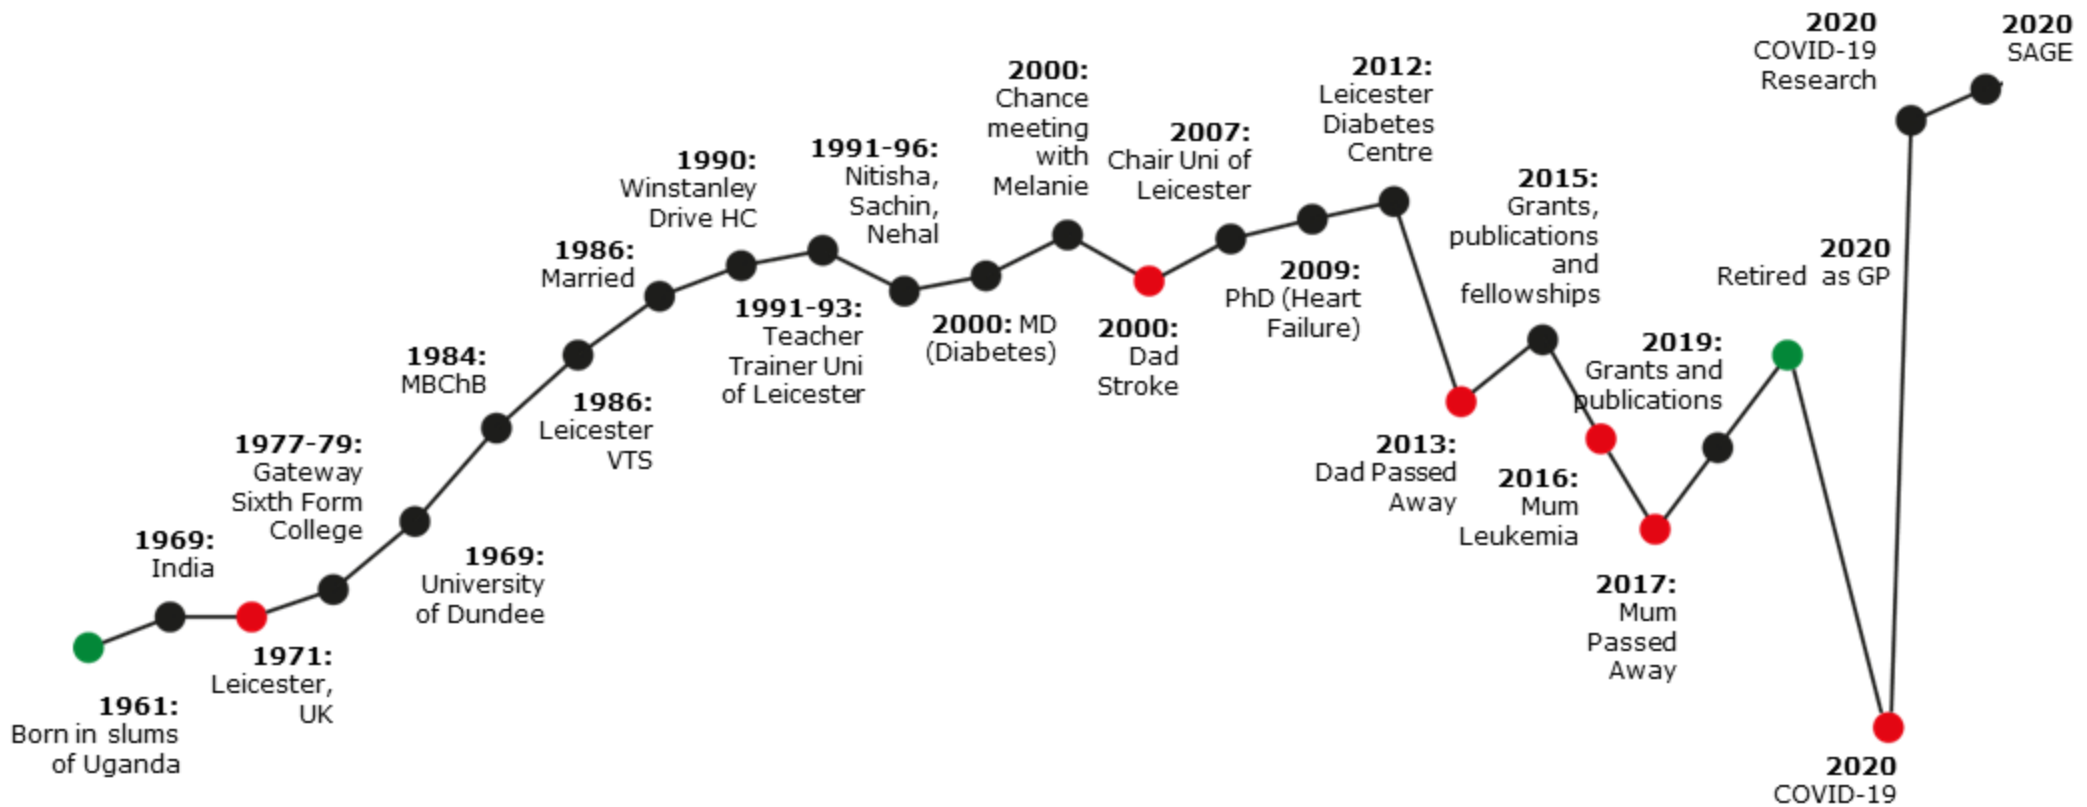 1961:
Born in slums
of Uganda
1969:
India
1971:
Leicester,
UK
1977-79:
Gateway
Sixth Form
College
1969:
University
of Dundee
1984:
MBChB
1986:
Leicester
VTS
1986:
Married
1990:
Winstanley
Drive HC
1991-93:
Teacher
Trainer Uni
of Leicester
1991-96:
Nitisha,
Sachin,
Nehal
2000: MD
(Diabetes)
2000:
Chance
meeting
with
Melanie
2000:
Dad
Stroke
2007:
Chair Uni of
Leicester
2009:
PhD (Heart
Failure)
2012:
Leicester
Diabetes
Centre
2013:
Dad Passed
Away
2015:
Grants,
publications
and
fellowships
2016:
Mum
Leukemia
2017:
Mum
Passed
Away
2019:
Grants and
publications
2020
Retired as GP
2020
COVID-19
2020
COVID-19
Research
2020
SAGE